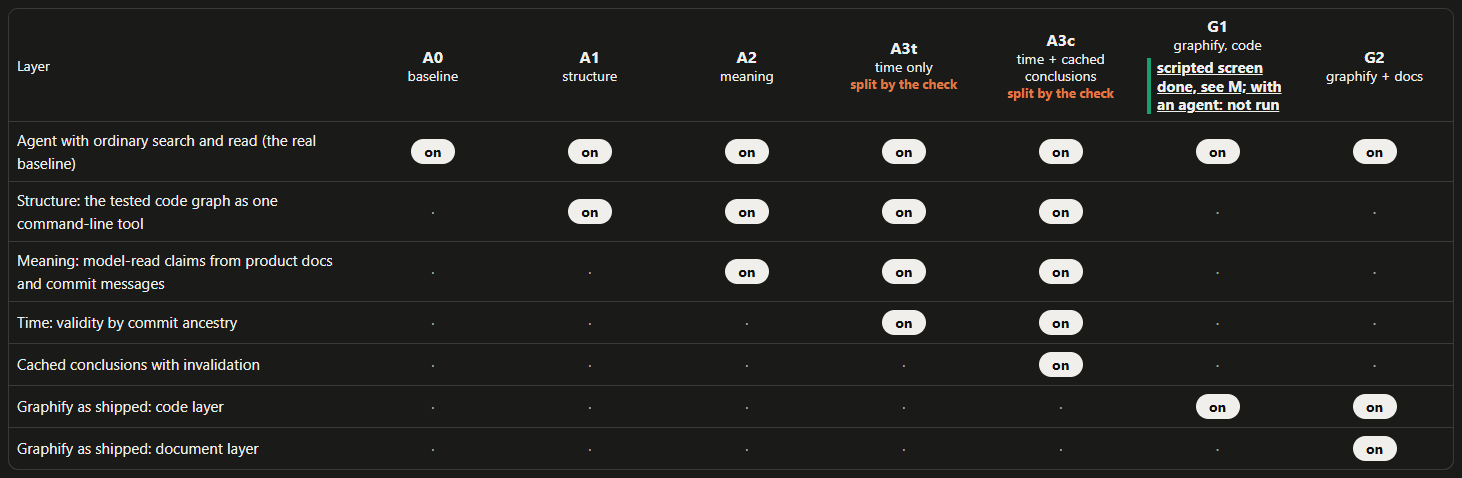 Layer
A0
baseline
A1
structure
A2
meaning
A3t
time only
split by the check
A3c
time + cached
conclusions
split by the check
G1
graphify, code
scripted screen
done, see M; with
an agent: not run
G2
graphify + docs
Agent with ordinary search and read (the real
baseline)
on on on on on on on
Structure: the tested code graph as one
command-line tool
· on on on on · ·
Meaning: model-read claims from product docs
and commit messages
· · on on on · ·
Time: validity by commit ancestry
· · · on on · ·
Cached conclusions with invalidation
· · · · on · ·
Graphify as shipped: code layer
· · · · · on on
Graphify as shipped: document layer
· · · · · · on